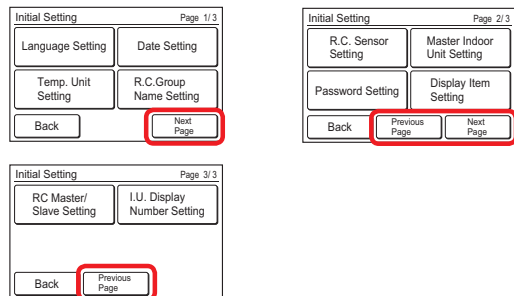 Initial Setting Page 1/3
Language Setting Date Setting
Temp. Unit R.C.Group
Setting Name Setting
Back Next
Page
Initial Setting Page 2/3
R.C. Sensor Master Indoor
Setting Unit Setting
Password Setting Display Item
Setting
Back Previous Next
Page Page
Initial Setting Page 3/3
RC Master/ I.U. Display
Slave Setting Number Setting
Back Previous
Page